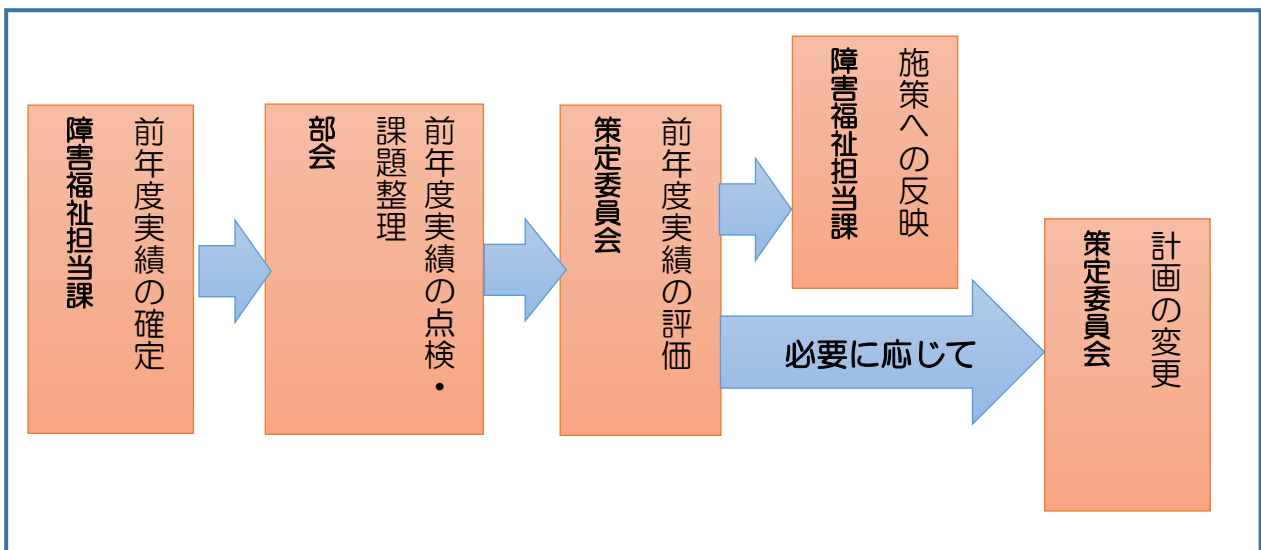 前年度実績の確定
障害福祉担当課
前年度実績の点検・
課題整理
部会
前年度実績の評価
策定委員会
施策への反映
障害福祉担当課
必要に応じて
計画の変更
策定委員会